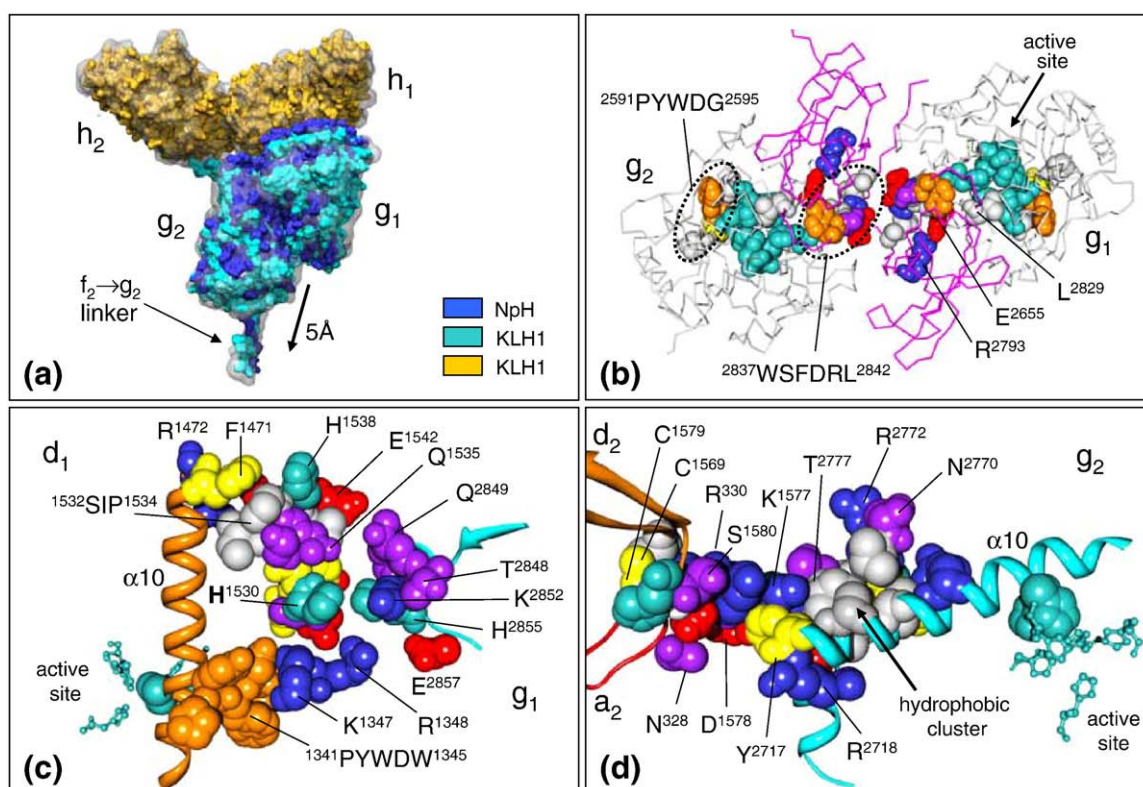 h₁
h₂
g₂
g₁
f₂→g₂
linker
5Å
NpH
KLH1
KLH1
(a)
active
site
²⁵⁹¹PYWDG²⁵⁹⁵
g₂
g₁
L²⁸²⁹
E²⁶⁵⁵
R²⁷⁹³
²⁸³⁷WSFDRL²⁸⁴²
(b)
d₁
R¹⁴⁷²
F¹⁴⁷¹
H¹⁵³⁸
E¹⁵⁴²
Q¹⁵³⁵
¹⁵³²SIP¹⁵³⁴
Q²⁸⁴⁹
α10
T²⁸⁴⁸
H¹⁵³⁰
K²⁸⁵²
H²⁸⁵⁵
active
site
E²⁸⁵⁷
g₁
K¹³⁴⁷
R¹³⁴⁸
¹³⁴¹PYWDW¹³⁴⁵
(c)
d₂
C¹⁵⁷⁹
C¹⁵⁶⁹
R³³⁰
S¹⁵⁸⁰
K¹⁵⁷⁷
T²⁷⁷⁷
R²⁷⁷²
N²⁷⁷⁰
g₂
α10
a₂
N³²⁸
D¹⁵⁷⁸
Y²⁷¹⁷
R²⁷¹⁸
hydrophobic
cluster
active
site
(d)